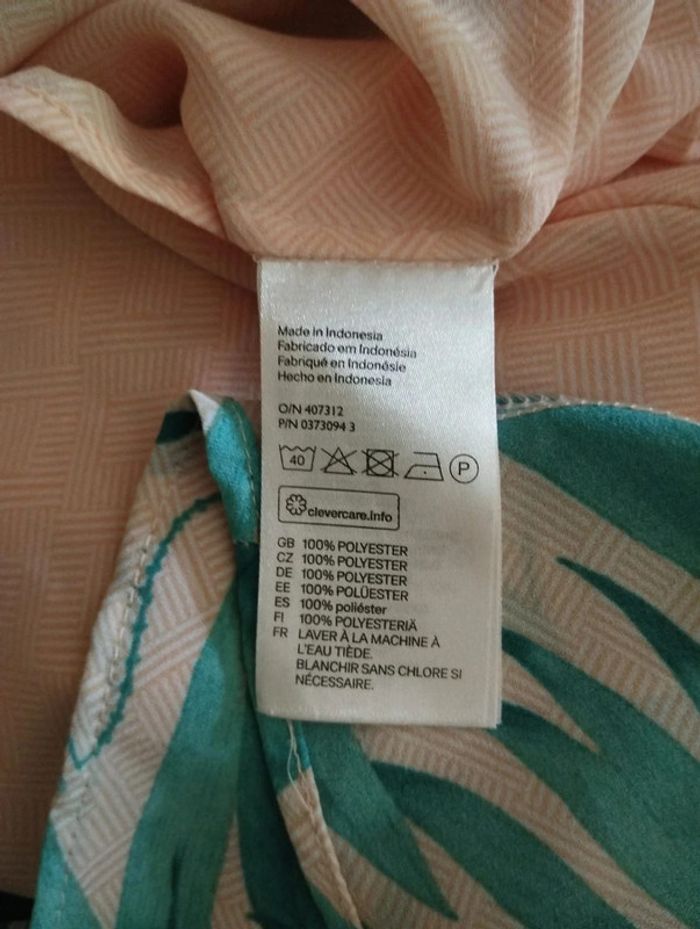 Made in Indonesia
Fabricado em Indonésia
Fabriqué en Indonésie
Hecho en Indonesia
O/N 407312
P/N 0373094 3
40 P
clevercare.info
GB 100% POLYESTER
CZ 100% POLYESTER
DE 100% POLYESTER
EE 100% POLÜESTER
ES 100% poliéster
FI 100% POLYESTERIÄ
FR LAVER À LA MACHINE À
L'EAU TIÈDE.
BLANCHIR SANS CHLORE SI
NÉCESSAIRE.